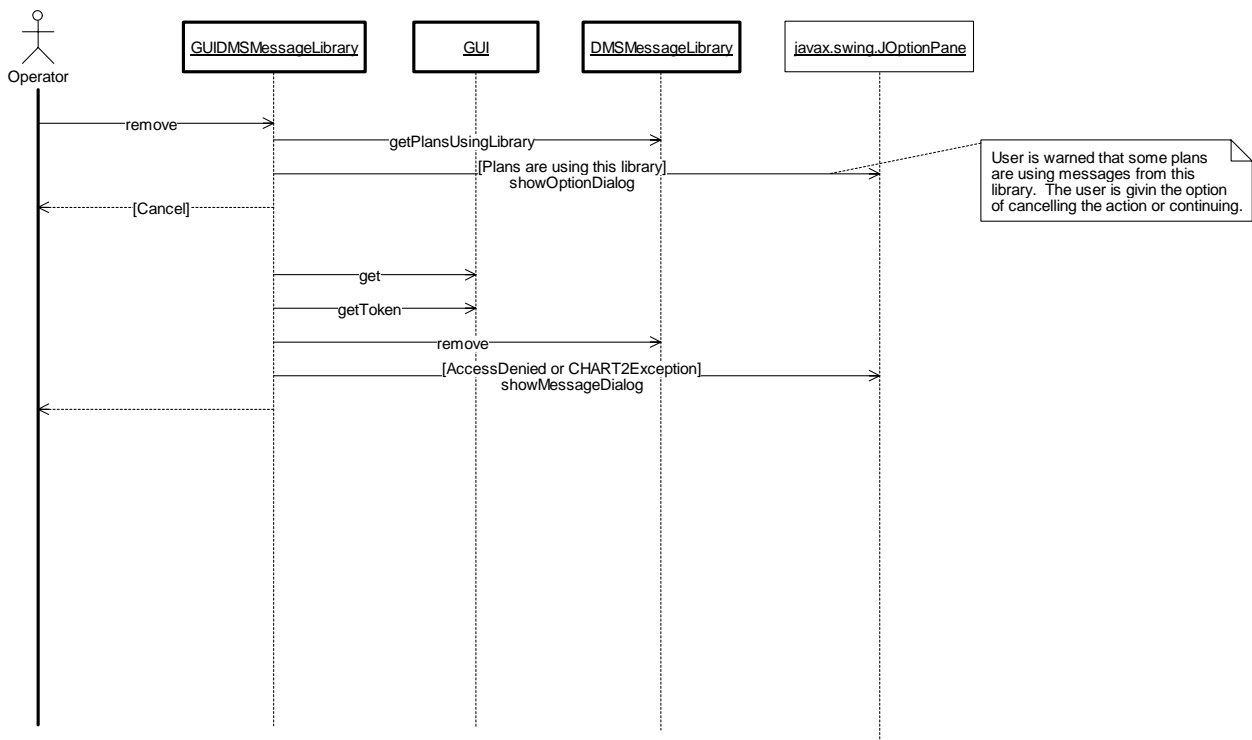 Operator
GUIDMSMessageLibrary
GUI
DMSMessageLibrary
javax.swing.JOptionPane
remove
getPlansUsingLibrary
[Plans are using this library]
showOptionDialog
User is warned that some plans
are using messages from this
library. The user is givin the option
of cancelling the action or continuing.
[Cancel]
get
getToken
remove
[AccessDenied or CHART2Exception]
showMessageDialog